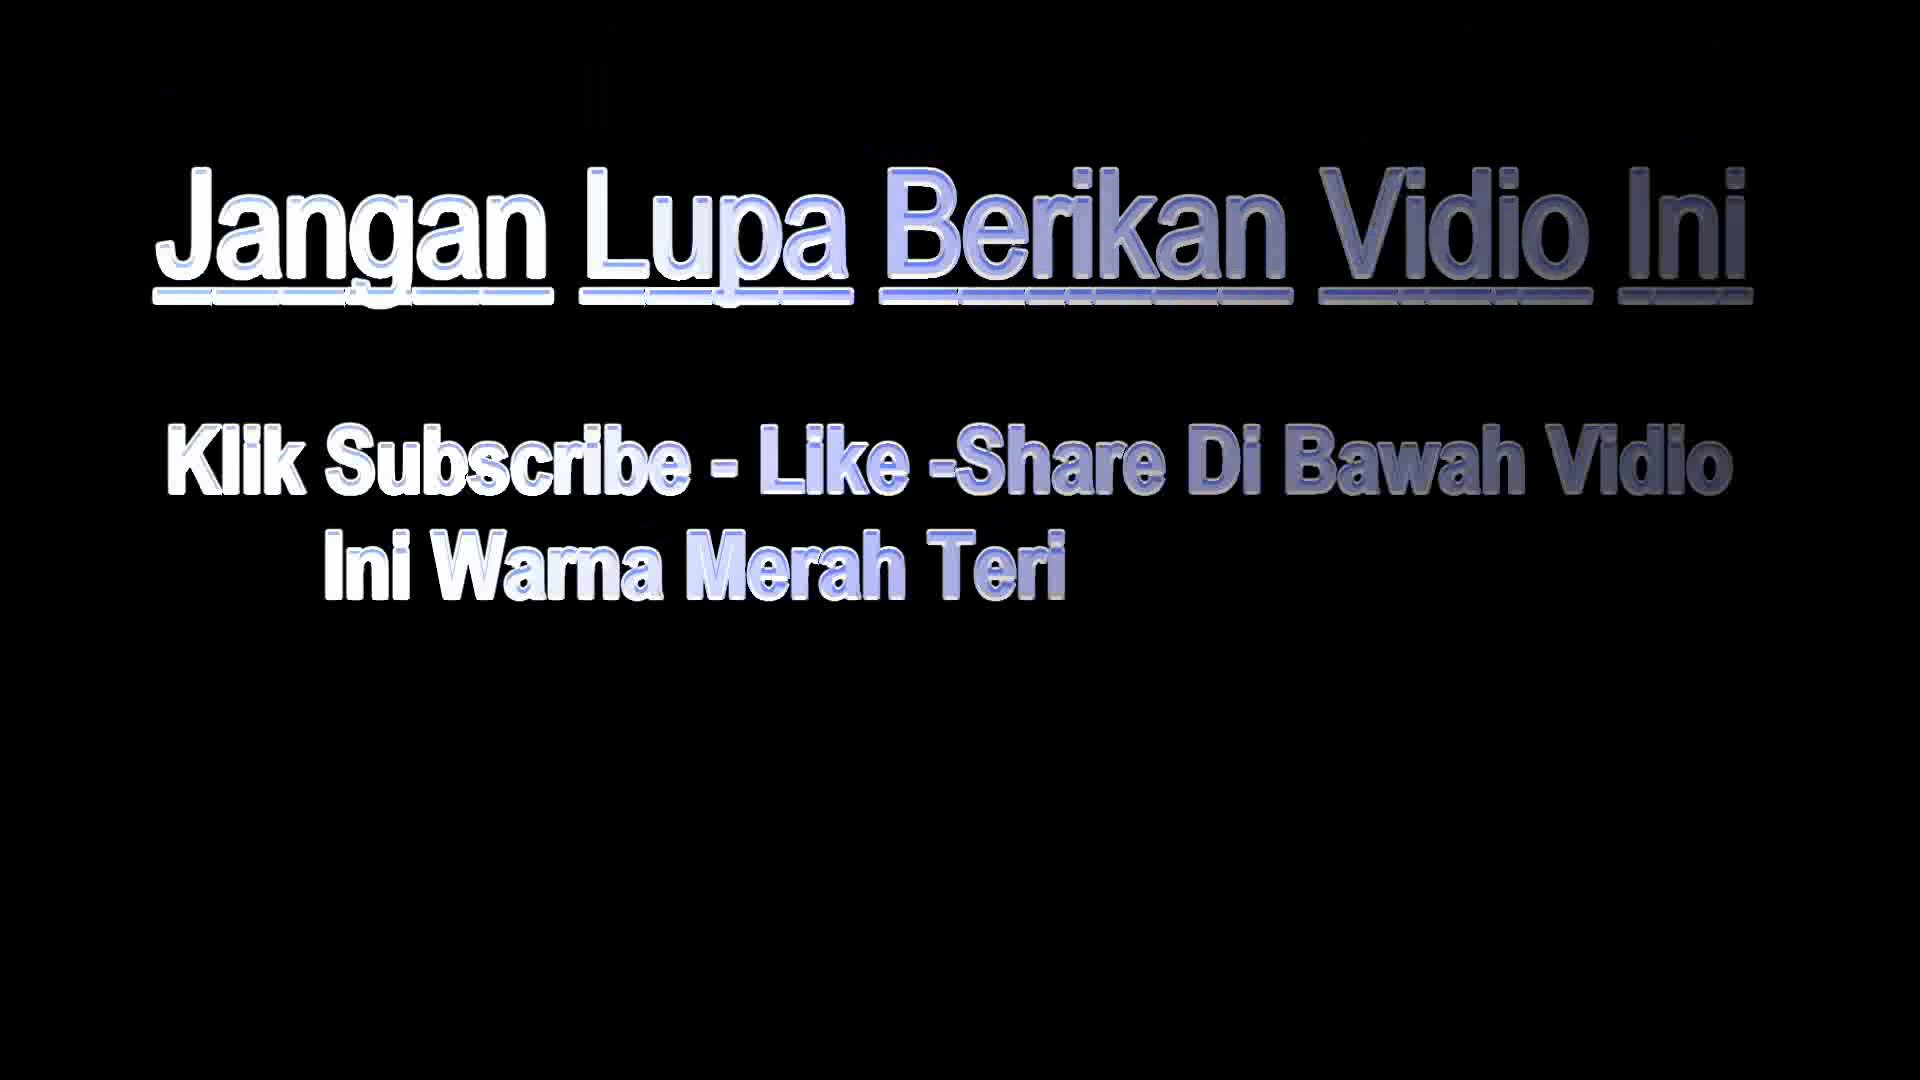 Jangan Lupa Berikan Vidio Ini
Klik Subscribe - Like -Share Di Bawah Vidio
Ini Warna Merah Teri